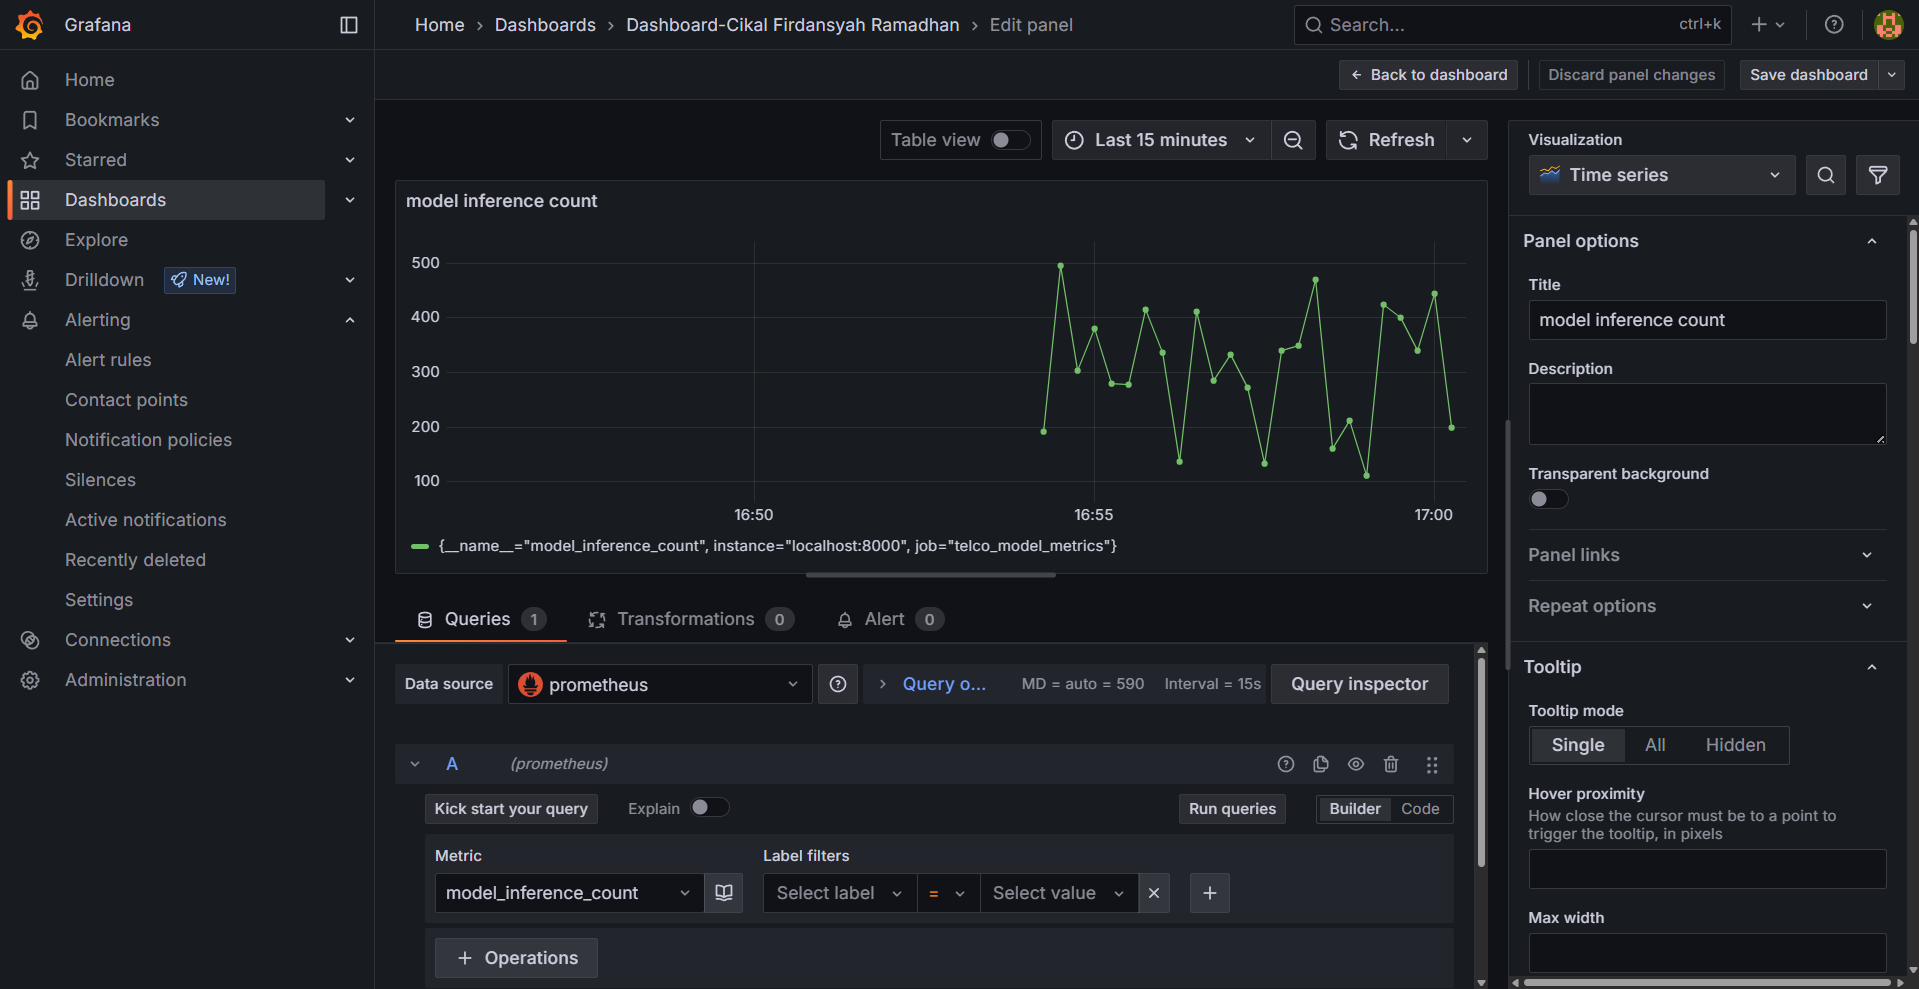 Grafana
Home › Dashboards › Dashboard-Cikal Firdansyah Ramadhan › Edit panel
Search... ctrl+k
Back to dashboard
Discard panel changes
Save dashboard
Home
Bookmarks
Starred
Dashboards
Explore
Drilldown New!
Alerting
Alert rules
Contact points
Notification policies
Silences
Active notifications
Recently deleted
Settings
Connections
Administration
Table view
Last 15 minutes
Refresh
model inference count
500
400
300
200
100
16:50 16:55 17:00
{__name__="model_inference_count", instance="localhost:8000", job="telco_model_metrics"}
Queries 1
Transformations 0
Alert 0
Data source
prometheus
Query o...
MD = auto = 590
Interval = 15s
Query inspector
A (prometheus)
Kick start your query
Explain
Run queries
Builder Code
Metric
Label filters
model_inference_count
Select label
=
Select value
+ Operations
Visualization
Time series
Panel options
Title
model inference count
Description
Transparent background
Panel links
Repeat options
Tooltip
Tooltip mode
Single All Hidden
Hover proximity
How close the cursor must be to a point to
trigger the tooltip, in pixels
Max width